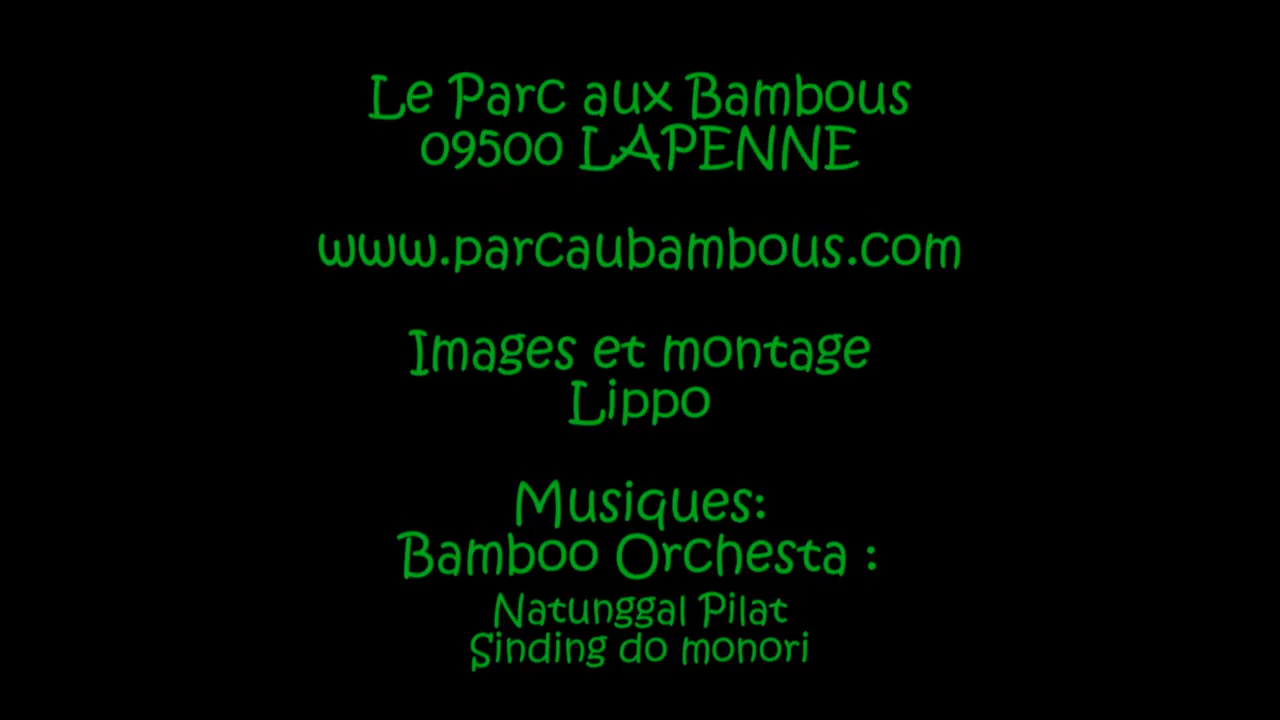 Le Parc aux Bambous
09500 LAPENNE
www.parcaubambous.com
Images et montage
Lippo
Musiques:
Bamboo Orchesta :
Natunggal Pilat
Sinding do monori